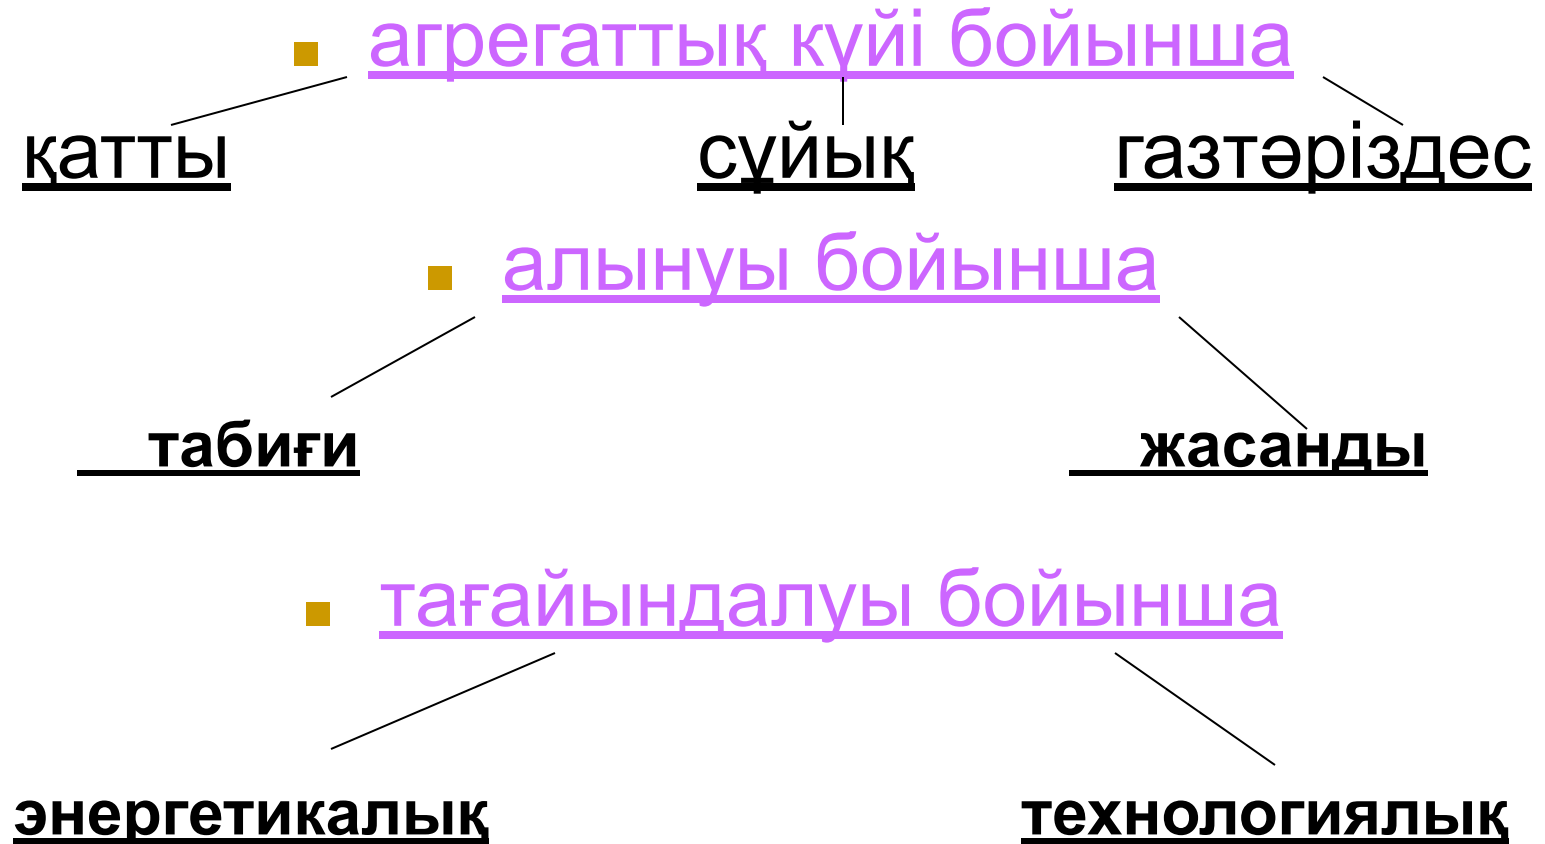 агрегаттық күйі бойынша
қатты сұйық газтәріздес
алынуы бойынша
табиғи жасанды
тағайындалуы бойынша
энергетикалық технологиялық